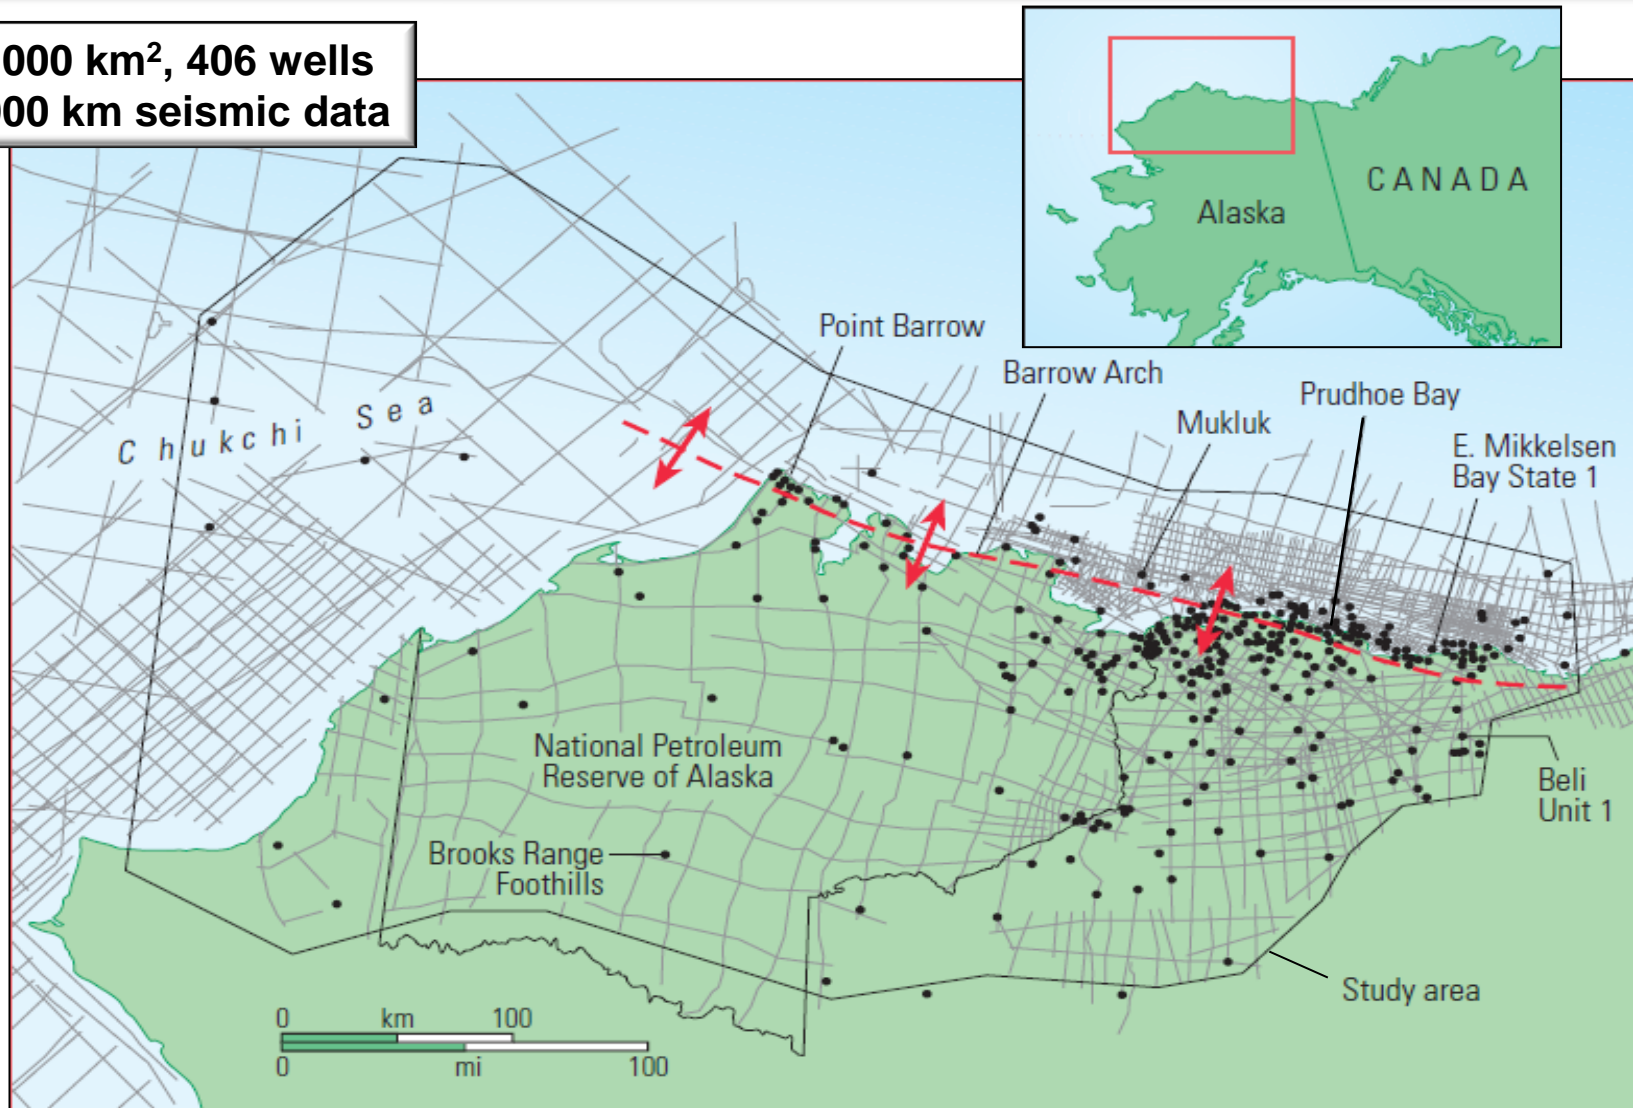 000 km², 406 wells
000 km seismic data
CANADA
Alaska
Point Barrow
Barrow Arch
Prudhoe Bay
Mukluk
E. Mikkelsen
Bay State 1
Chukchi Sea
National Petroleum
Reserve of Alaska
Beli
Unit 1
Brooks Range
Foothills
Study area
0 km 100
0 mi 100